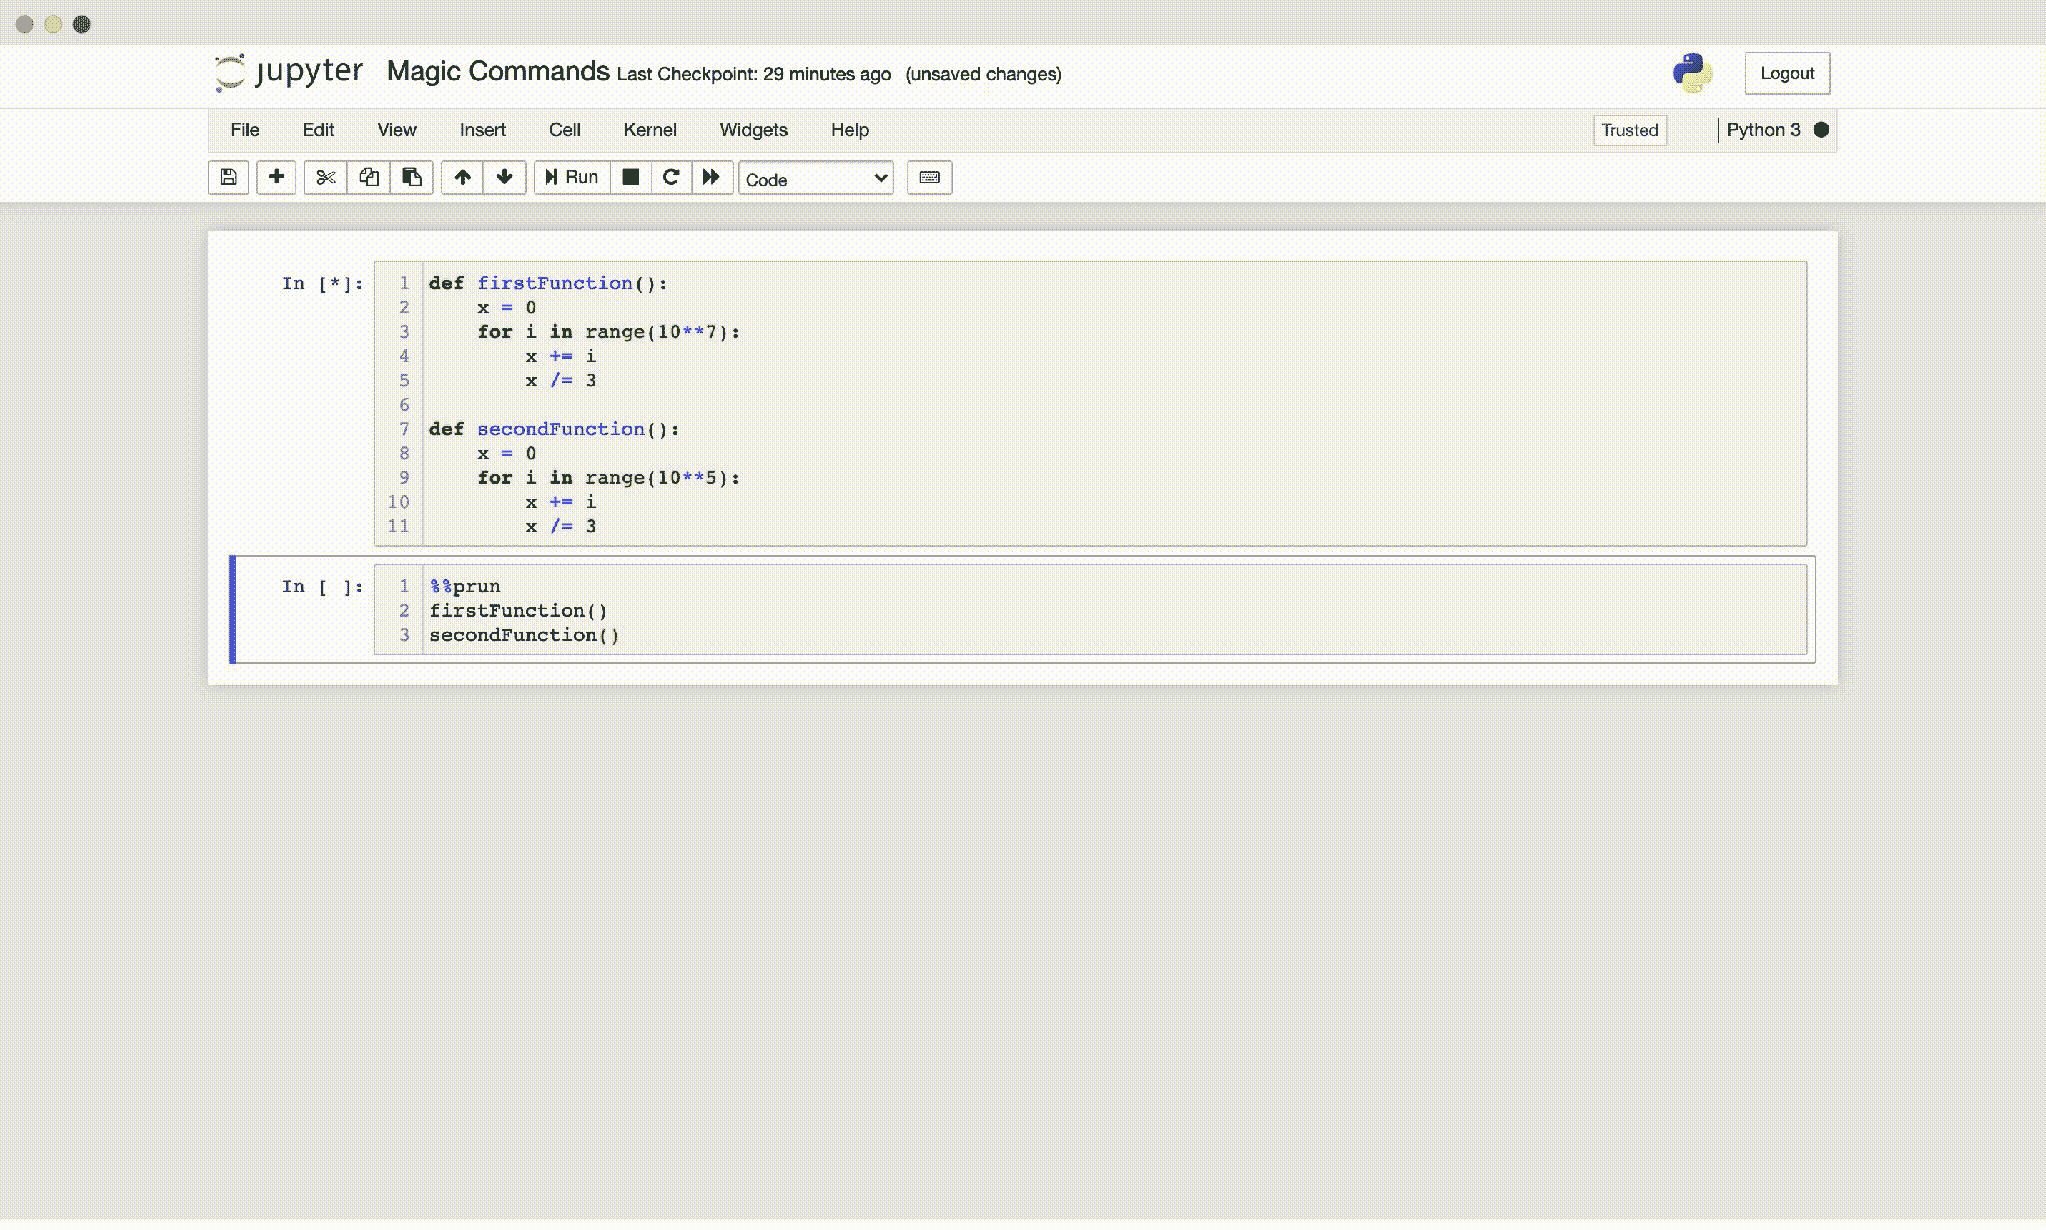 jupyter Magic Commands Last Checkpoint: 29 minutes ago (unsaved changes) Logout
File Edit View Insert Cell Kernel Widgets Help Trusted Python 3
Run Code
In [*]:
1 def firstFunction():
2     x = 0
3     for i in range(10**7):
4         x += i
5         x /= 3
6
7 def secondFunction():
8     x = 0
9     for i in range(10**5):
10         x += i
11         x /= 3
In [ ]:
1 %%prun
2 firstFunction()
3 secondFunction()